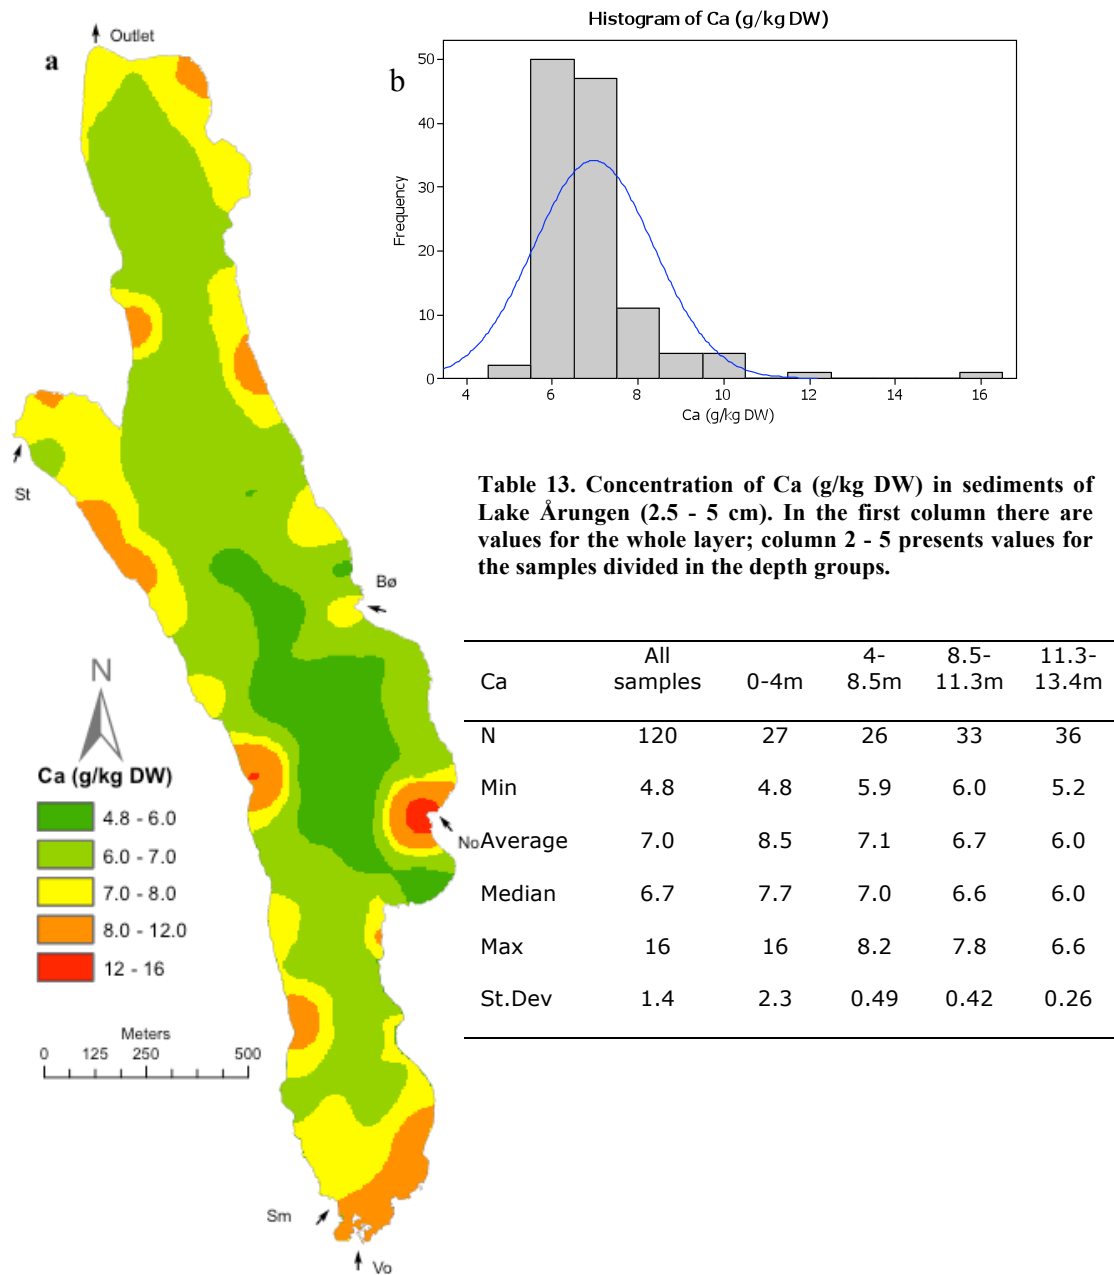 Outlet
a
St
Bø
N
No
Ca (g/kg DW)
4.8 - 6.0
6.0 - 7.0
7.0 - 8.0
8.0 - 12.0
12 - 16
Meters
0 125 250 500
Sm
Vo
b
Histogram of Ca (g/kg DW)
Frequency
50
40
30
20
10
0
4 6 8 10 12 14 16
Ca (g/kg DW)
Table 13. Concentration of Ca (g/kg DW) in sediments of
Lake Årungen (2.5 - 5 cm). In the first column there are
values for the whole layer; column 2 - 5 presents values for
the samples divided in the depth groups.
All 4- 8.5- 11.3-
Ca samples 0-4m 8.5m 11.3m 13.4m
N 120 27 26 33 36
Min 4.8 4.8 5.9 6.0 5.2
Average 7.0 8.5 7.1 6.7 6.0
Median 6.7 7.7 7.0 6.6 6.0
Max 16 16 8.2 7.8 6.6
St.Dev 1.4 2.3 0.49 0.42 0.26